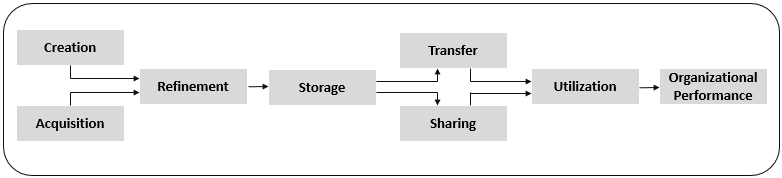 Creation
Acquisition
Refinement
Storage
Transfer
Sharing
Utilization
Organizational
Performance